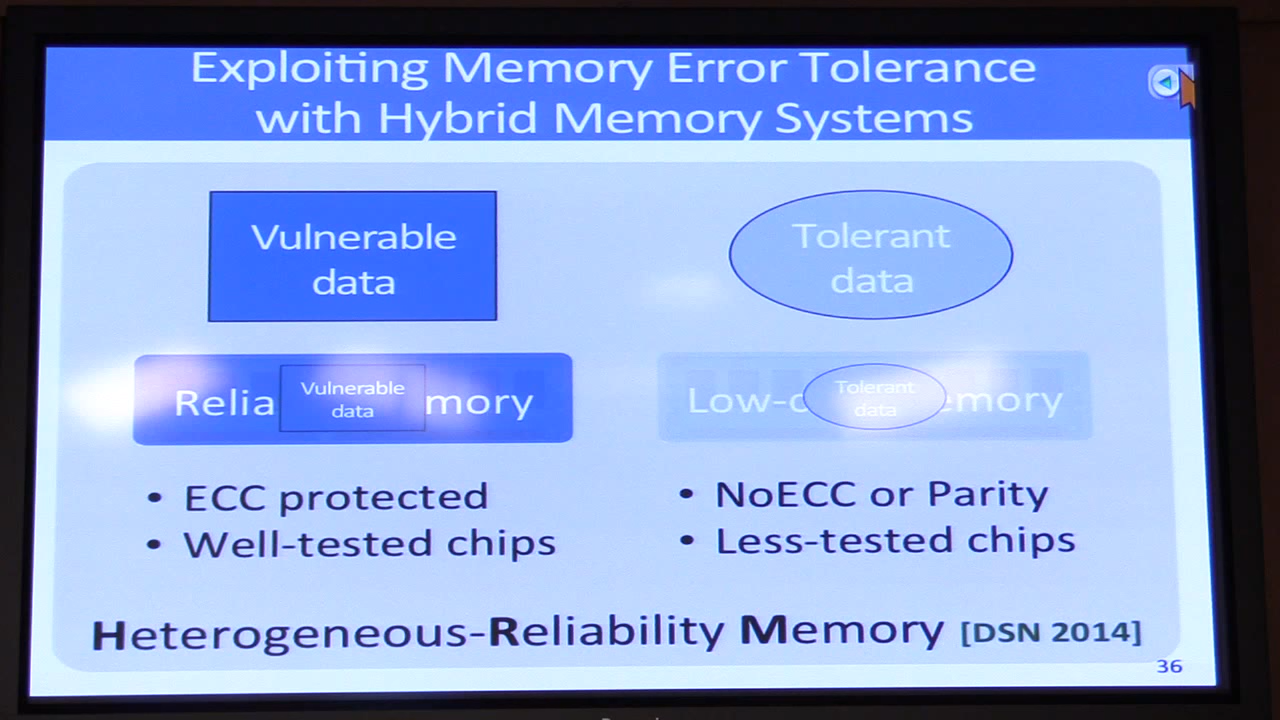 Exploiting Memory Error Tolerance
with Hybrid Memory Systems
Vulnerable
data
Tolerant
data
Relia
Vulnerable
data
mory
Low-c
Tolerant
data
emory
• ECC protected
• Well-tested chips
• NoECC or Parity
• Less-tested chips
Heterogeneous-Reliability Memory [DSN 2014]
36